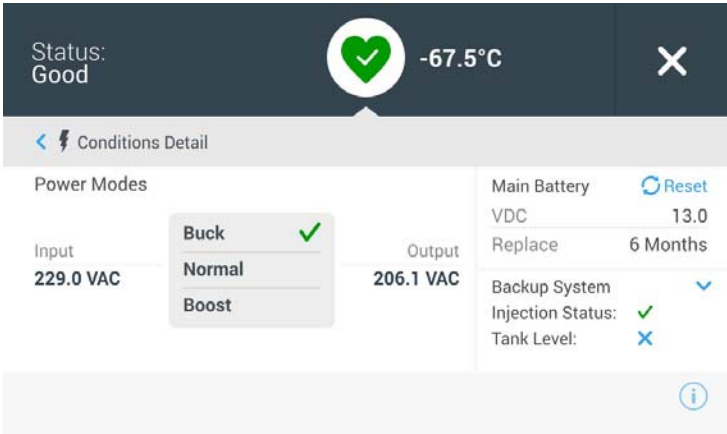 Status:
Good
-67.5°C
Conditions Detail
Power Modes
Input
229.0 VAC
Buck
Normal
Boost
Output
206.1 VAC
Main Battery
Reset
VDC
13.0
Replace
6 Months
Backup System
Injection Status:
Tank Level:
i